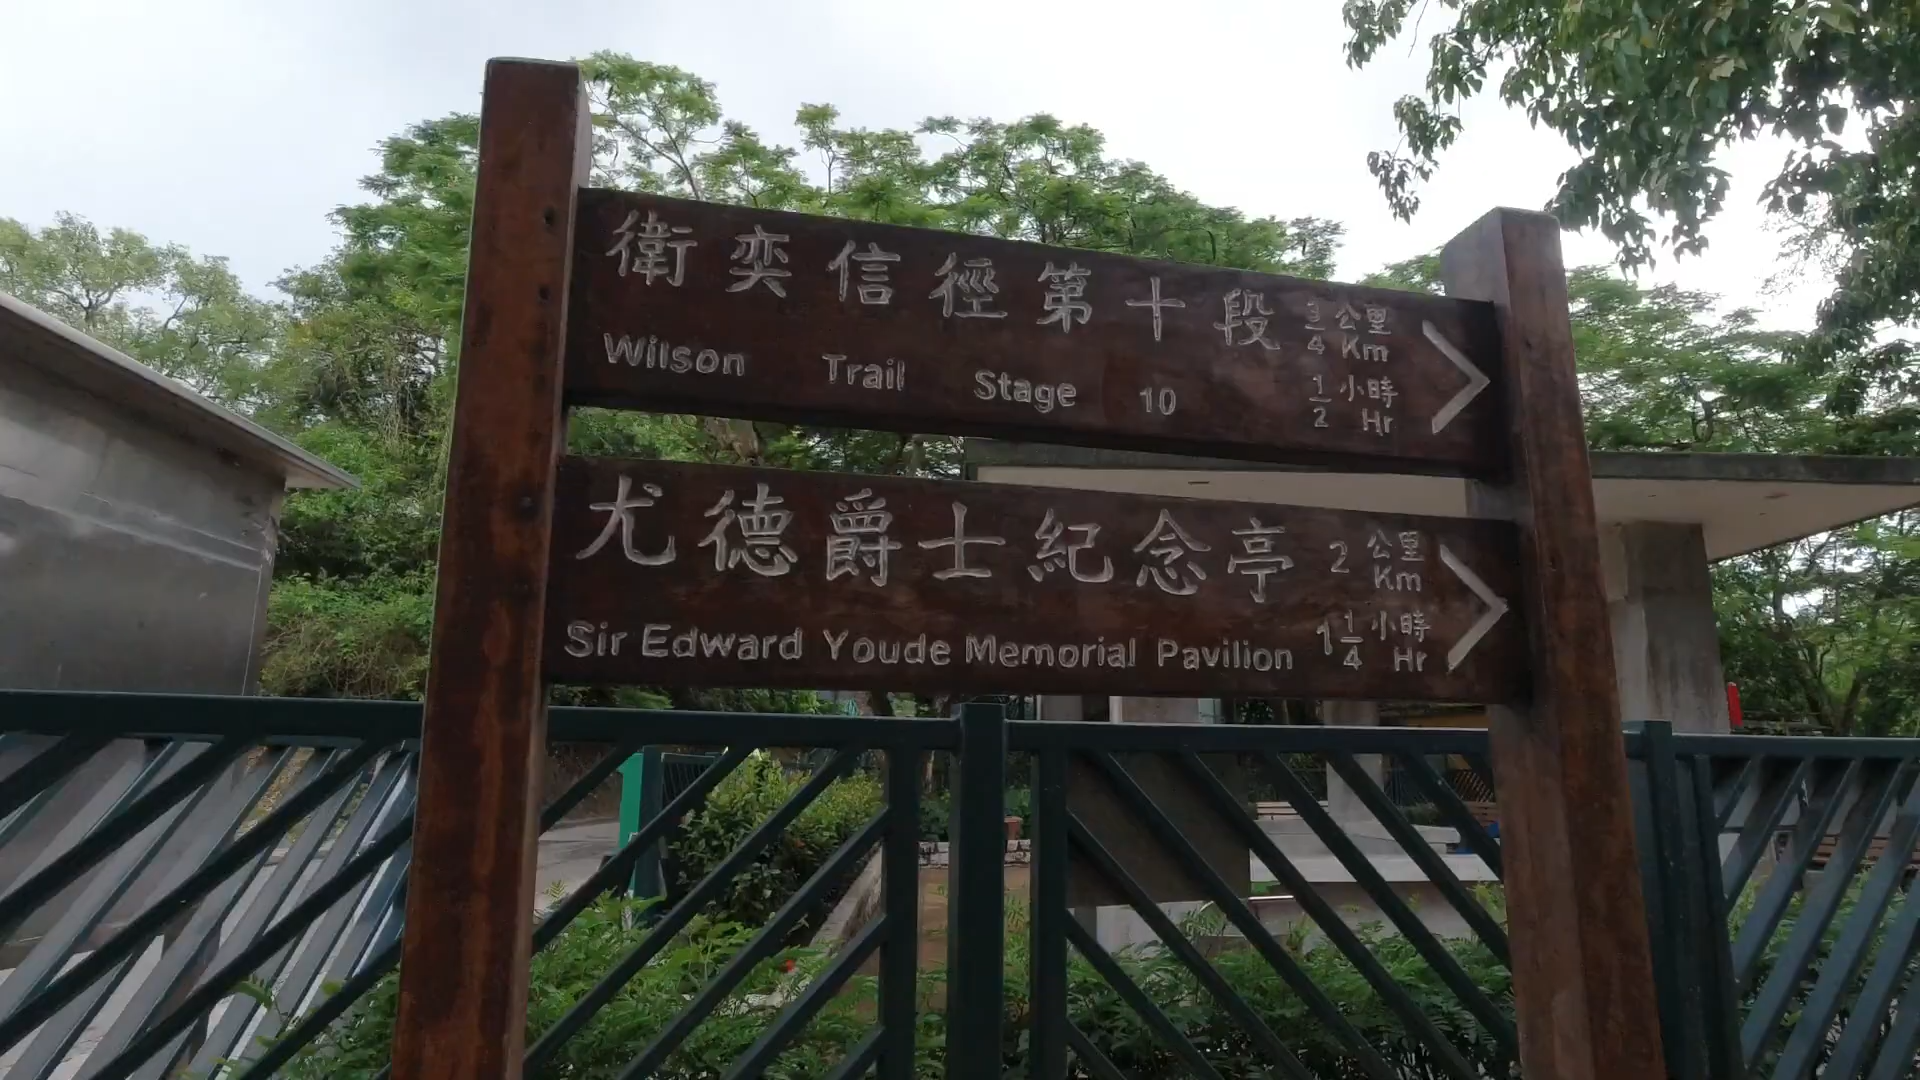 衛奕信徑第十段 3/4 公里 Km
Wilson Trail Stage 10 1/2 小時 Hr
尤德爵士紀念亭 2 公里 Km
Sir Edward Youde Memorial Pavilion 1 1/4 小時 Hr